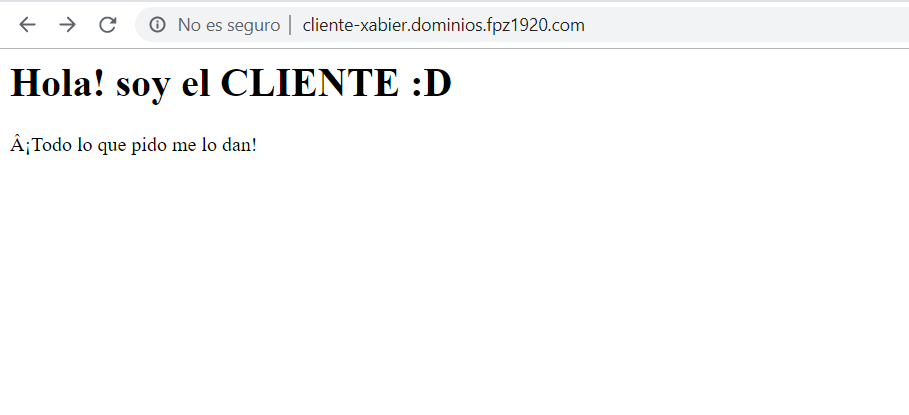 No es seguro | cliente-xabier.dominios.fpz1920.com
Hola! soy el CLIENTE :D
Â¡Todo lo que pido me lo dan!